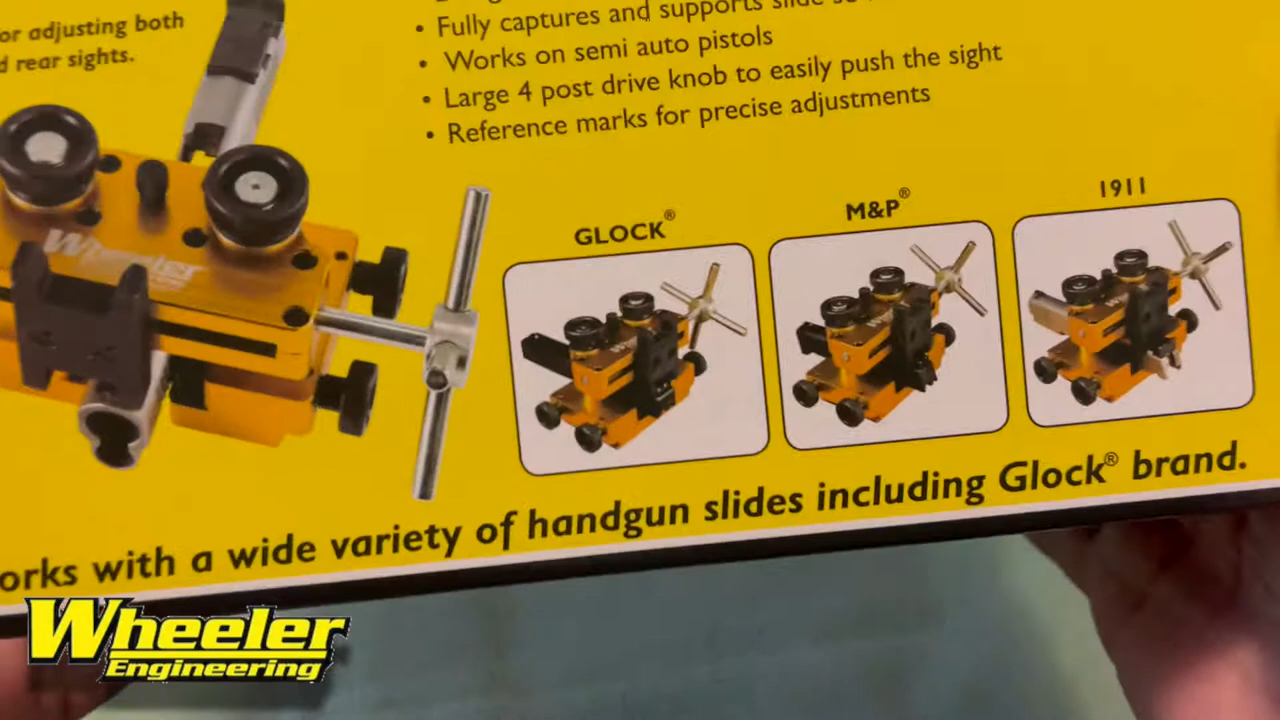 or adjusting both
rear sights.
• Fully captures and supports slide
• Works on semi auto pistols
• Large 4 post drive knob to easily push the sight
• Reference marks for precise adjustments
Wheeler
GLOCK®
M&P®
1911
orks with a wide variety of handgun slides including Glock® brand.
Wheeler
Engineering